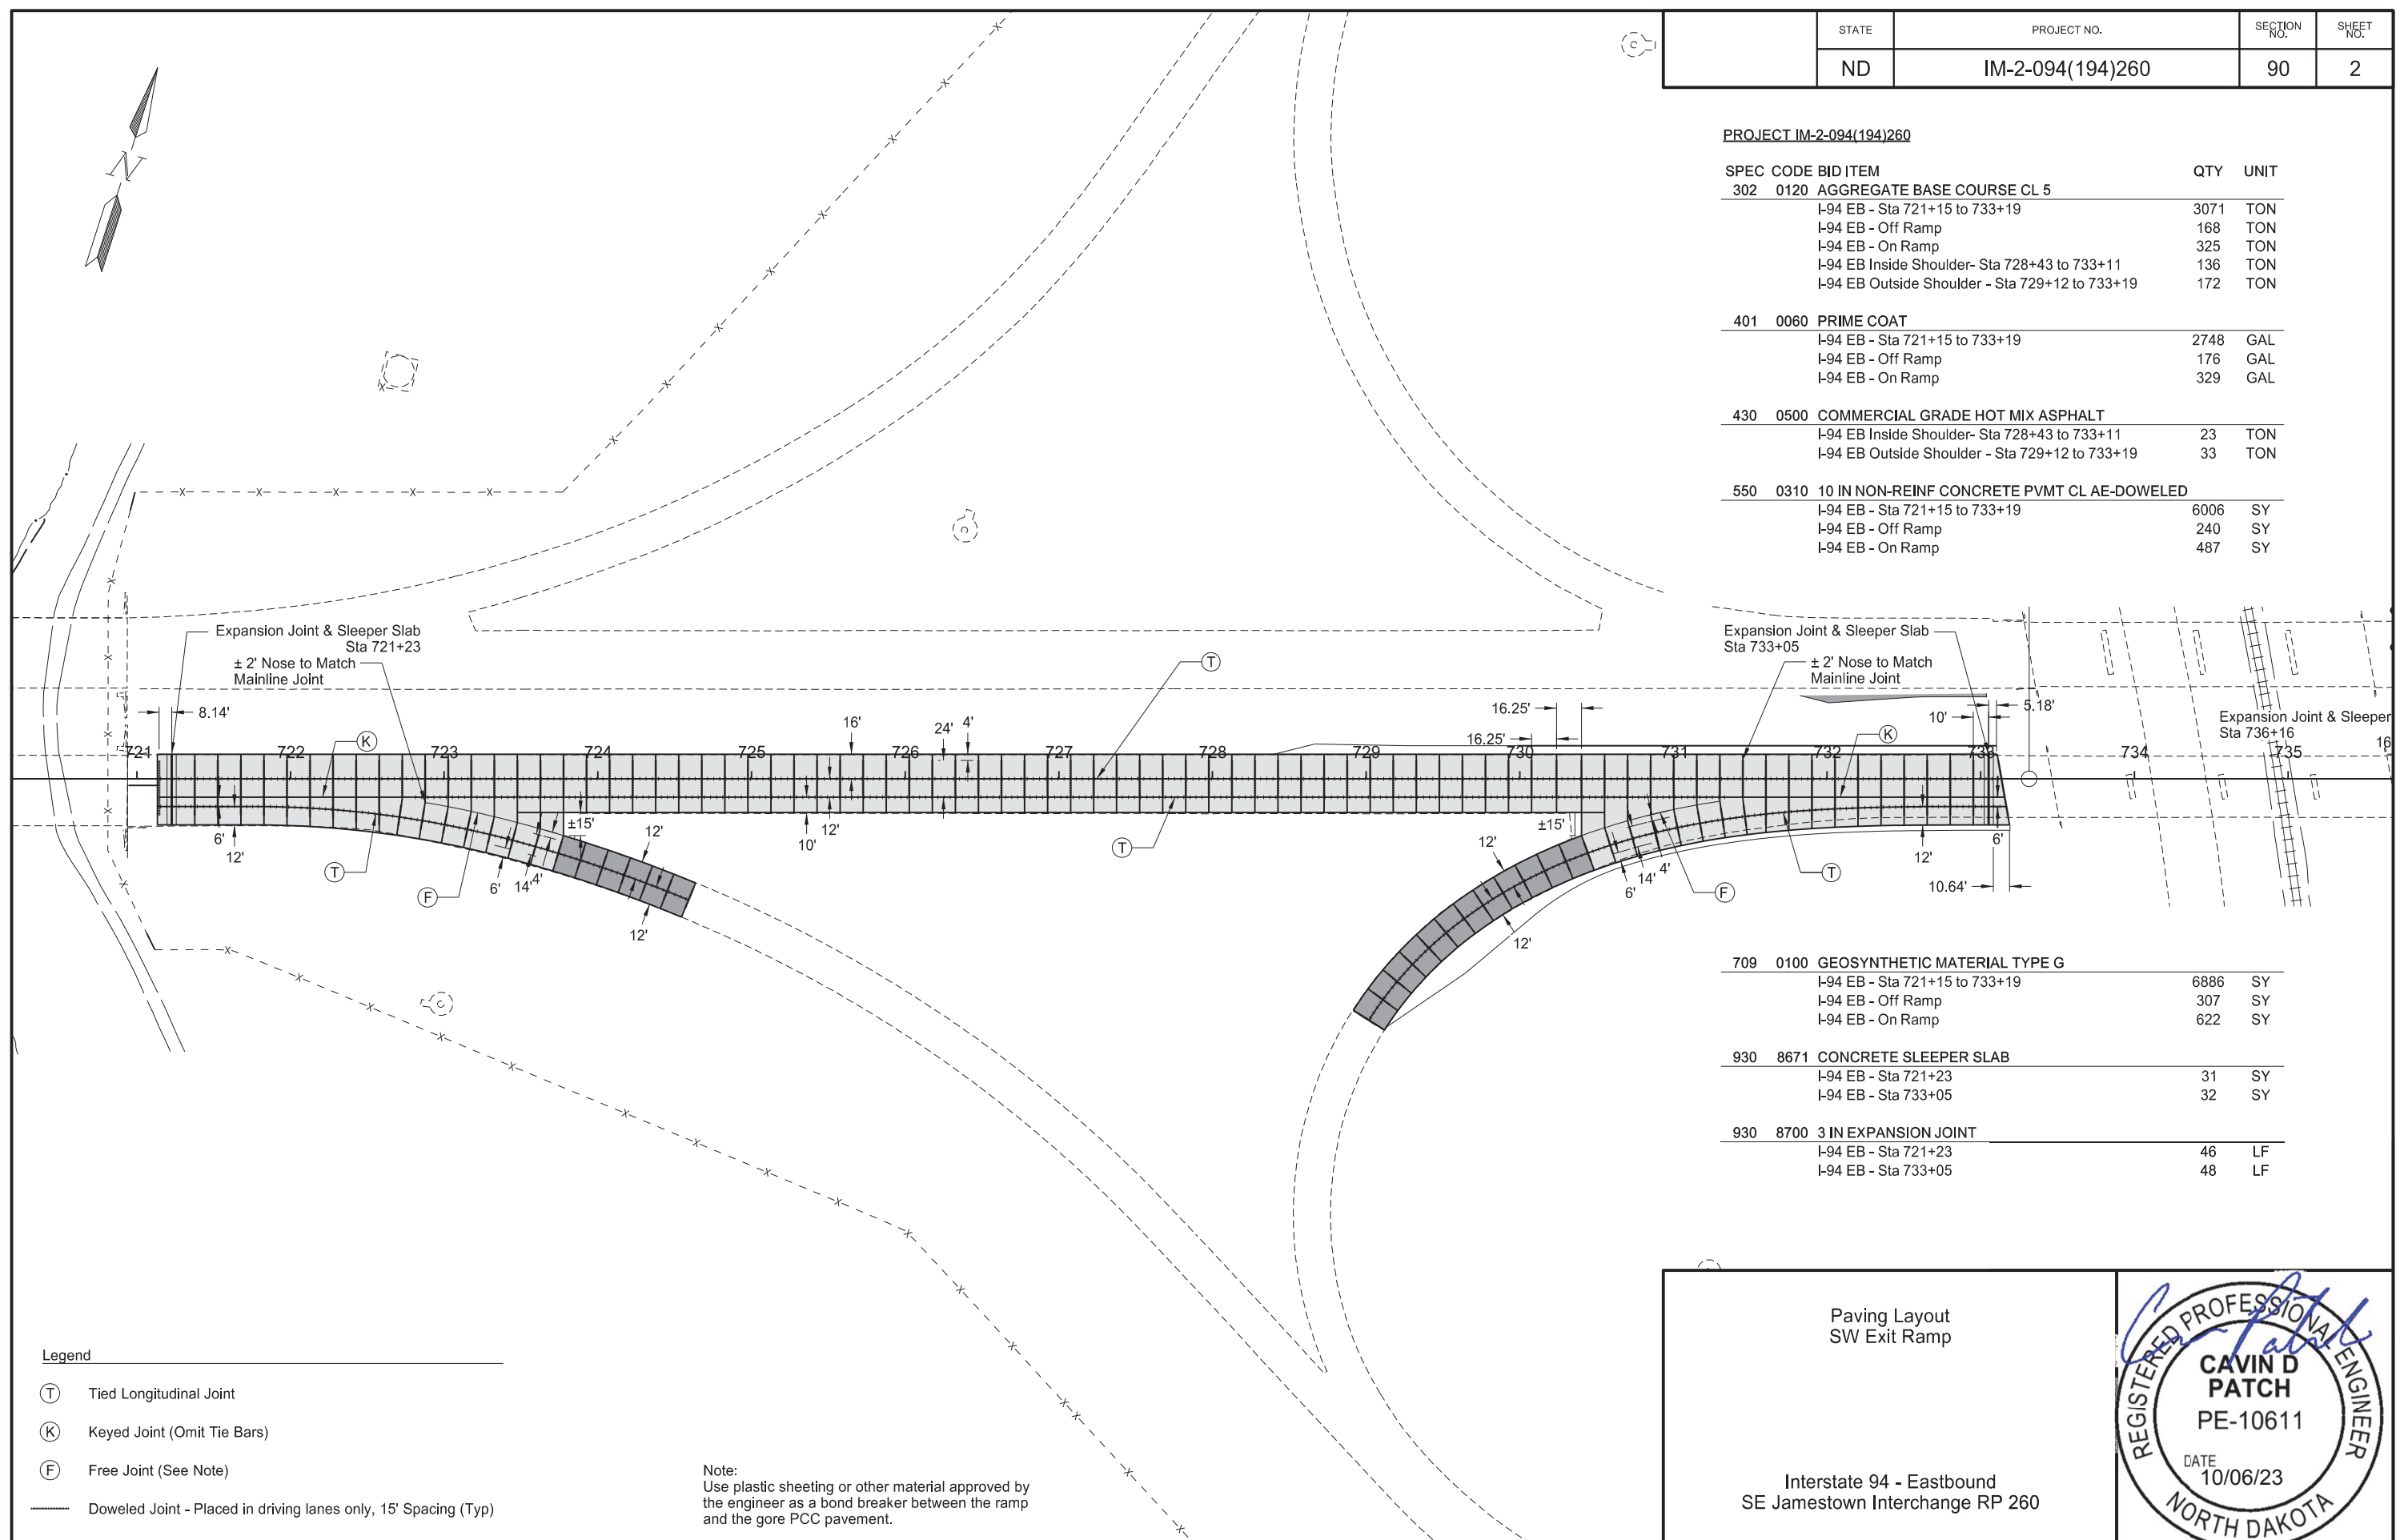 STATE PROJECT NO. SECTION NO. SHEET NO.
ND IM-2-094(194)260 90 2
PROJECT IM-2-094(194)260
SPEC CODE BID ITEM QTY UNIT
302 0120 AGGREGATE BASE COURSE CL 5
I-94 EB - Sta 721+15 to 733+19 3071 TON
I-94 EB - Off Ramp 168 TON
I-94 EB - On Ramp 325 TON
I-94 EB Inside Shoulder- Sta 728+43 to 733+11 136 TON
I-94 EB Outside Shoulder - Sta 729+12 to 733+19 172 TON
401 0060 PRIME COAT
I-94 EB - Sta 721+15 to 733+19 2748 GAL
I-94 EB - Off Ramp 176 GAL
I-94 EB - On Ramp 329 GAL
430 0500 COMMERCIAL GRADE HOT MIX ASPHALT
I-94 EB Inside Shoulder- Sta 728+43 to 733+11 23 TON
I-94 EB Outside Shoulder - Sta 729+12 to 733+19 33 TON
550 0310 10 IN NON-REINF CONCRETE PVMT CL AE-DOWELED
I-94 EB - Sta 721+15 to 733+19 6006 SY
I-94 EB - Off Ramp 240 SY
I-94 EB - On Ramp 487 SY
N
Expansion Joint & Sleeper Slab
Sta 721+23
± 2' Nose to Match
Mainline Joint
T
Expansion Joint & Sleeper Slab
Sta 733+05
± 2' Nose to Match
Mainline Joint
8.14'
16' 24' 4'
16.25'
16.25'
10' 5.18'
Expansion Joint & Sleeper
Sta 736+16
K
K
721 722 723 724 725 726 727 728 729 730 731 732 733 734 735 16
6' 12' ±15' 12' 10' 12' T ±15' 12' 12' 6'
T F 6' 14' 4' 12' 12' 6' 14' 4' F T 10.64'
709 0100 GEOSYNTHETIC MATERIAL TYPE G
I-94 EB - Sta 721+15 to 733+19 6886 SY
I-94 EB - Off Ramp 307 SY
I-94 EB - On Ramp 622 SY
930 8671 CONCRETE SLEEPER SLAB
I-94 EB - Sta 721+23 31 SY
I-94 EB - Sta 733+05 32 SY
930 8700 3 IN EXPANSION JOINT
I-94 EB - Sta 721+23 46 LF
I-94 EB - Sta 733+05 48 LF
Legend
T Tied Longitudinal Joint
K Keyed Joint (Omit Tie Bars)
F Free Joint (See Note)
Doweled Joint - Placed in driving lanes only, 15' Spacing (Typ)
Note:
Use plastic sheeting or other material approved by
the engineer as a bond breaker between the ramp
and the gore PCC pavement.
Paving Layout
SW Exit Ramp
Interstate 94 - Eastbound
SE Jamestown Interchange RP 260
REGISTERED PROFESSIONAL ENGINEER
CAVIN D
PATCH
PE-10611
DATE
10/06/23
NORTH DAKOTA